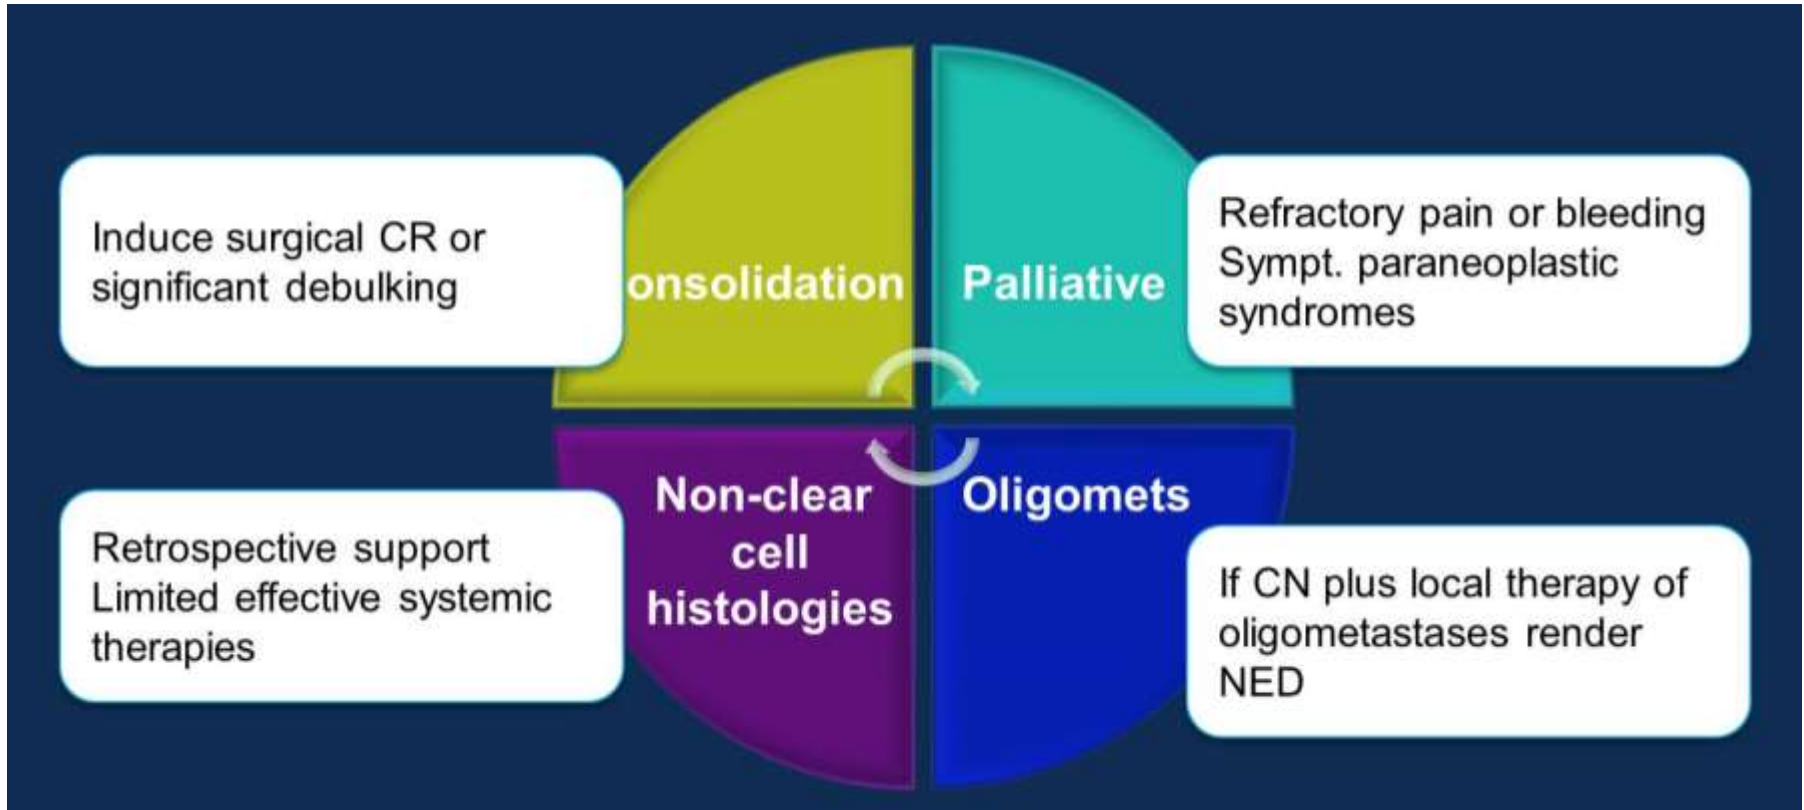 Induce surgical CR or
significant debulking
onsolidation
Palliative
Refractory pain or bleeding
Sympt. paraneoplastic
syndromes
Retrospective support
Limited effective systemic
therapies
Non-clear
cell
histologies
Oligomets
If CN plus local therapy of
oligometastases render
NED